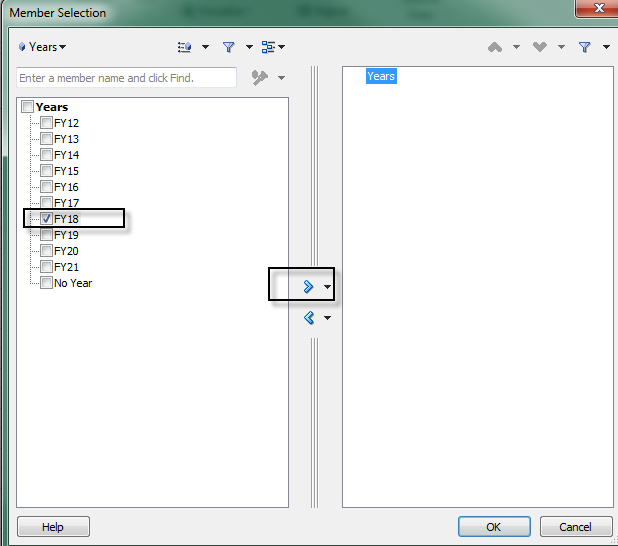 Member Selection
Years
Enter a member name and click Find.
Years
FY12
FY13
FY14
FY15
FY16
FY17
FY18
FY19
FY20
FY21
No Year
Years
Help
OK
Cancel